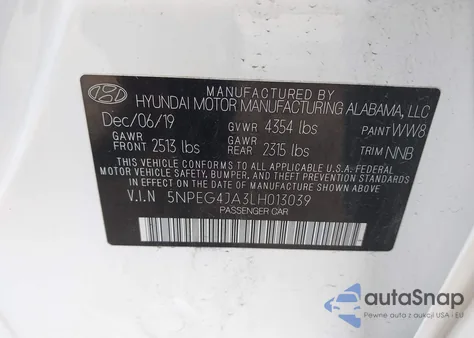 MANUFACTURED BY
HYUNDAI MOTOR MANUFACTURING ALABAMA, LLC
Dec/06/19 GVWR 4354 lbs PAINT WW8
GAWR FRONT 2513 lbs GAWR REAR 2315 lbs TRIM NNB
THIS VEHICLE CONFORMS TO ALL APPLICABLE FEDERAL
MOTOR VEHICLE SAFETY, BUMPER, AND THEFT PREVENTION
STANDARDS IN EFFECT ON THE DATE OF MANUFACTURE SHOWN ABOVE.
V.I.N 5NPEG4JA3LH013039
PASSENGER CAR
autoSnap
Pewne auta z aukcji USA i EU